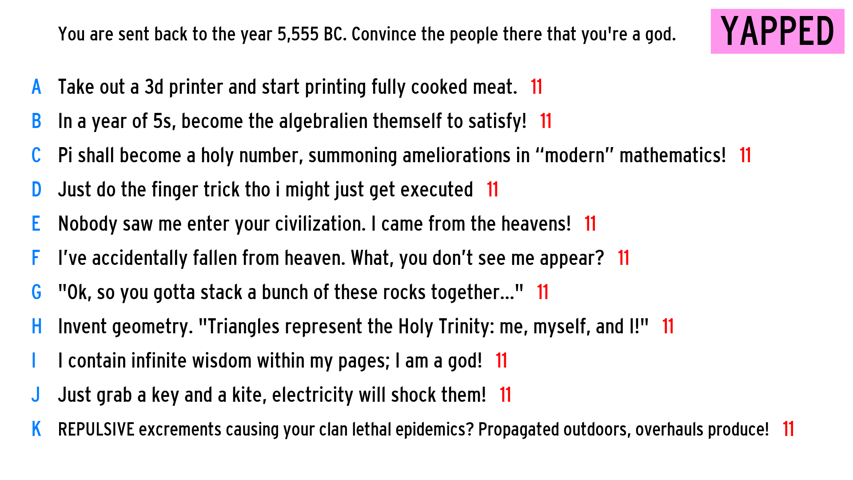 You are sent back to the year 5,555 BC. Convince the people there that you're a god.
YAPPED
A Take out a 3d printer and start printing fully cooked meat. 11
B In a year of 5s, become the algebralien themself to satisfy! 11
C Pi shall become a holy number, summoning ameliorations in “modern” mathematics! 11
D Just do the finger trick tho i might just get executed 11
E Nobody saw me enter your civilization. I came from the heavens! 11
F I’ve accidentally fallen from heaven. What, you don’t see me appear? 11
G "Ok, so you gotta stack a bunch of these rocks together..." 11
H Invent geometry. "Triangles represent the Holy Trinity: me, myself, and I!" 11
I I contain infinite wisdom within my pages; I am a god! 11
J Just grab a key and a kite, electricity will shock them! 11
K REPULSIVE excrements causing your clan lethal epidemics? Propagated outdoors, overhauls produce! 11